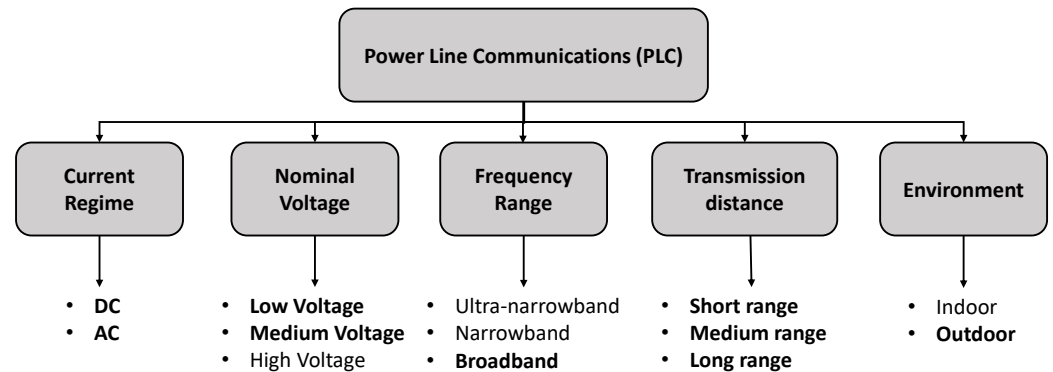 Power Line Communications (PLC)
Current
Regime
Nominal
Voltage
Frequency
Range
Transmission
distance
Environment
• DC
• AC
• Low Voltage
• Medium Voltage
• High Voltage
• Ultra-narrowband
• Narrowband
• Broadband
• Short range
• Medium range
• Long range
• Indoor
• Outdoor